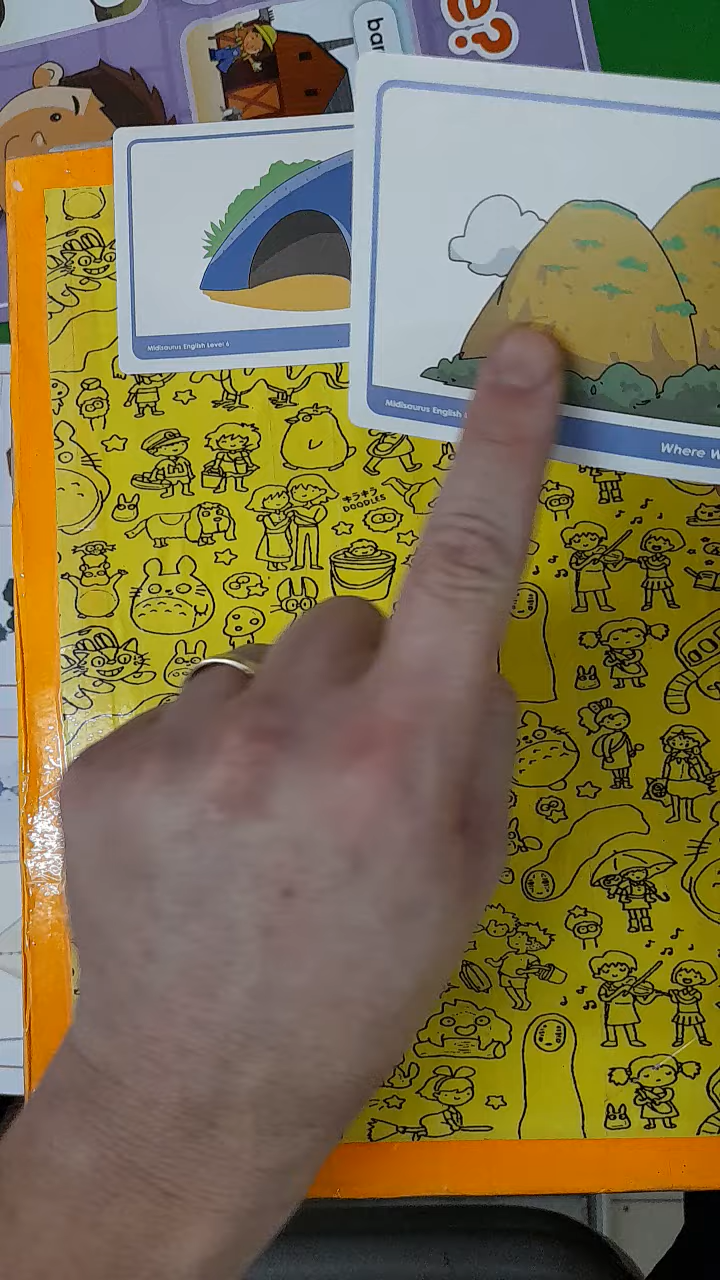 e?
bar
Midisaurus English Level 6
Midisaurus English
Where W
キラキラ
DOODLES